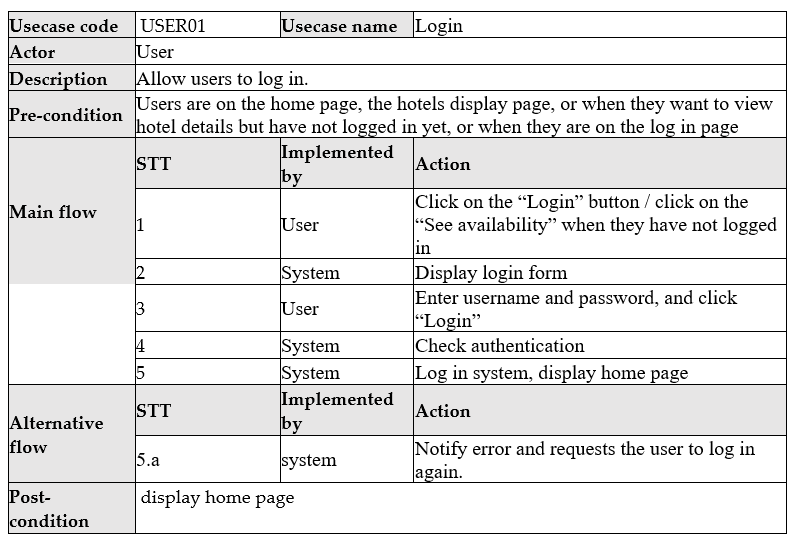 Usecase code USER01 Usecase name Login
Actor User
Description Allow users to log in.
Pre-condition Users are on the home page, the hotels display page, or when they want to view
hotel details but have not logged in yet, or when they are on the log in page
Main flow
STT Implemented by Action
1 User Click on the “Login” button / click on the
“See availability” when they have not logged
in
2 System Display login form
3 User Enter username and password, and click
“Login”
4 System Check authentication
5 System Log in system, display home page
Alternative
flow
STT Implemented by Action
5.a system Notify error and requests the user to log in
again.
Post-
condition
display home page